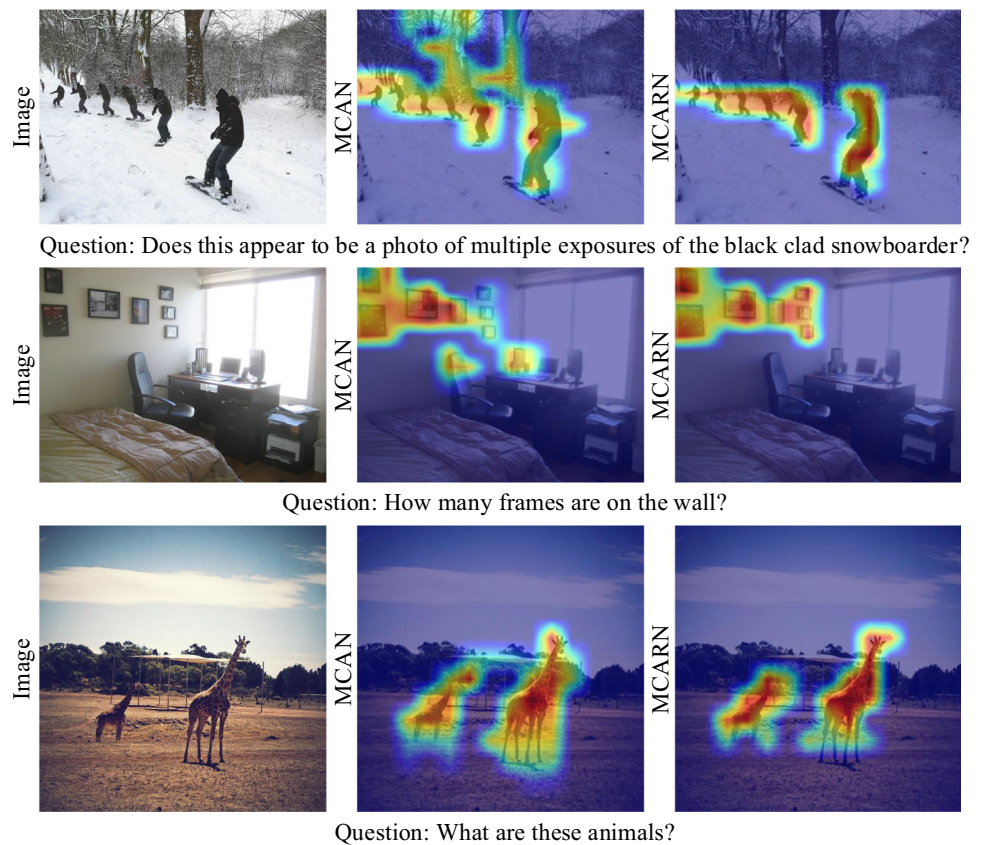 Image
MCAN
MCARN
Question: Does this appear to be a photo of multiple exposures of the black clad snowboarder?
Image
MCAN
MCARN
Question: How many frames are on the wall?
Image
MCAN
MCARN
Question: What are these animals?